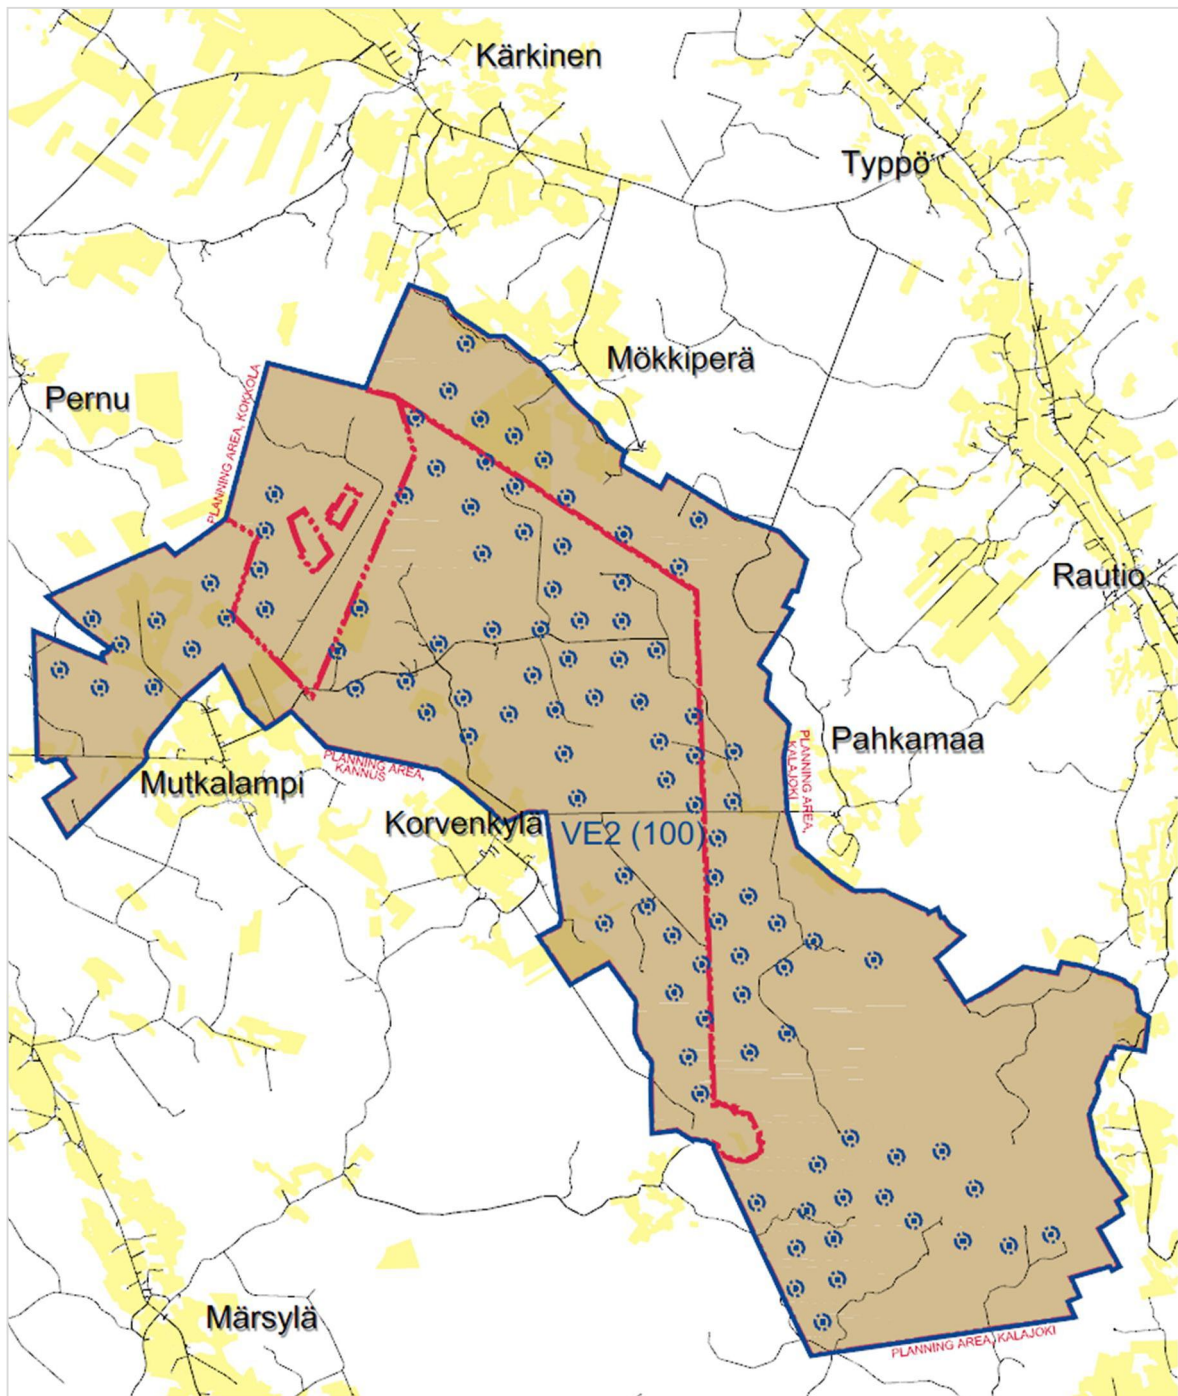 Kärkinen
Typpö
Mökkiperä
Pernu
PLANNING AREA, KOKKOLA
Rautio
Pahkamaa
PLANNING AREA,
KALAJOKI
PLANNING AREA,
KANNUS
Mutkalampi
Korvenkylä
VE2 (100)
Märsylä
PLANNING AREA, KALAJOKI